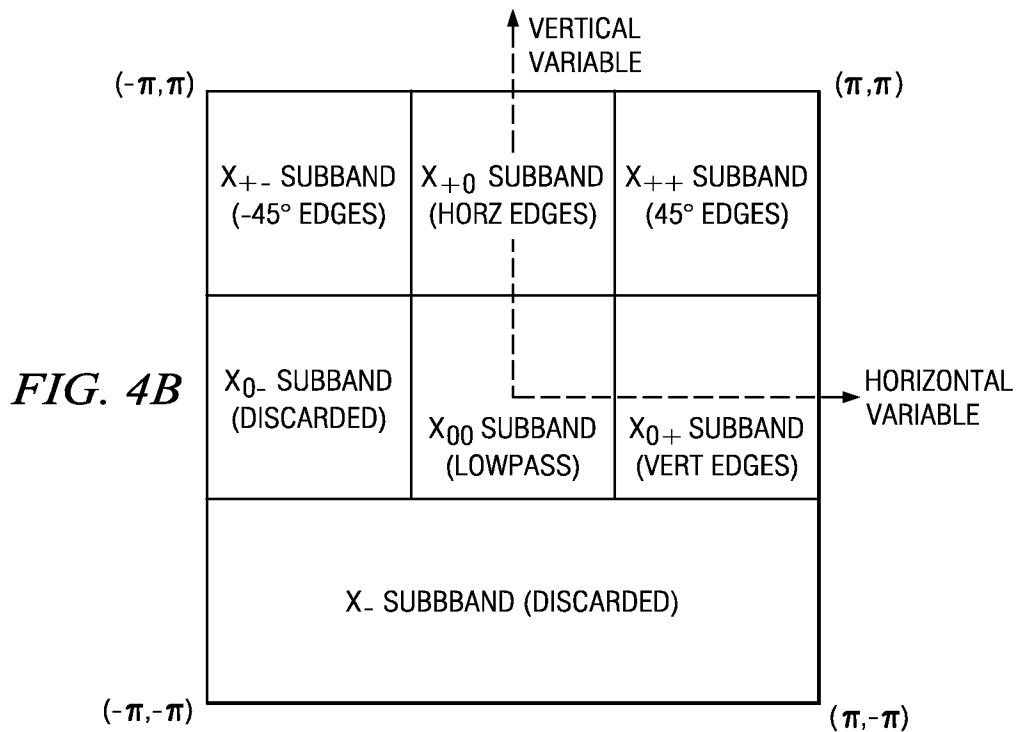 VERTICAL
VARIABLE
(-π,π)
(π,π)
X+- SUBBAND
(-45° EDGES)
X+0 SUBBAND
(HORZ EDGES)
X++ SUBBAND
(45° EDGES)
FIG. 4B
X0- SUBBAND
(DISCARDED)
X00 SUBBAND
(LOWPASS)
X0+ SUBBAND
(VERT EDGES)
HORIZONTAL
VARIABLE
X- SUBBBAND (DISCARDED)
(-π,-π)
(π,-π)